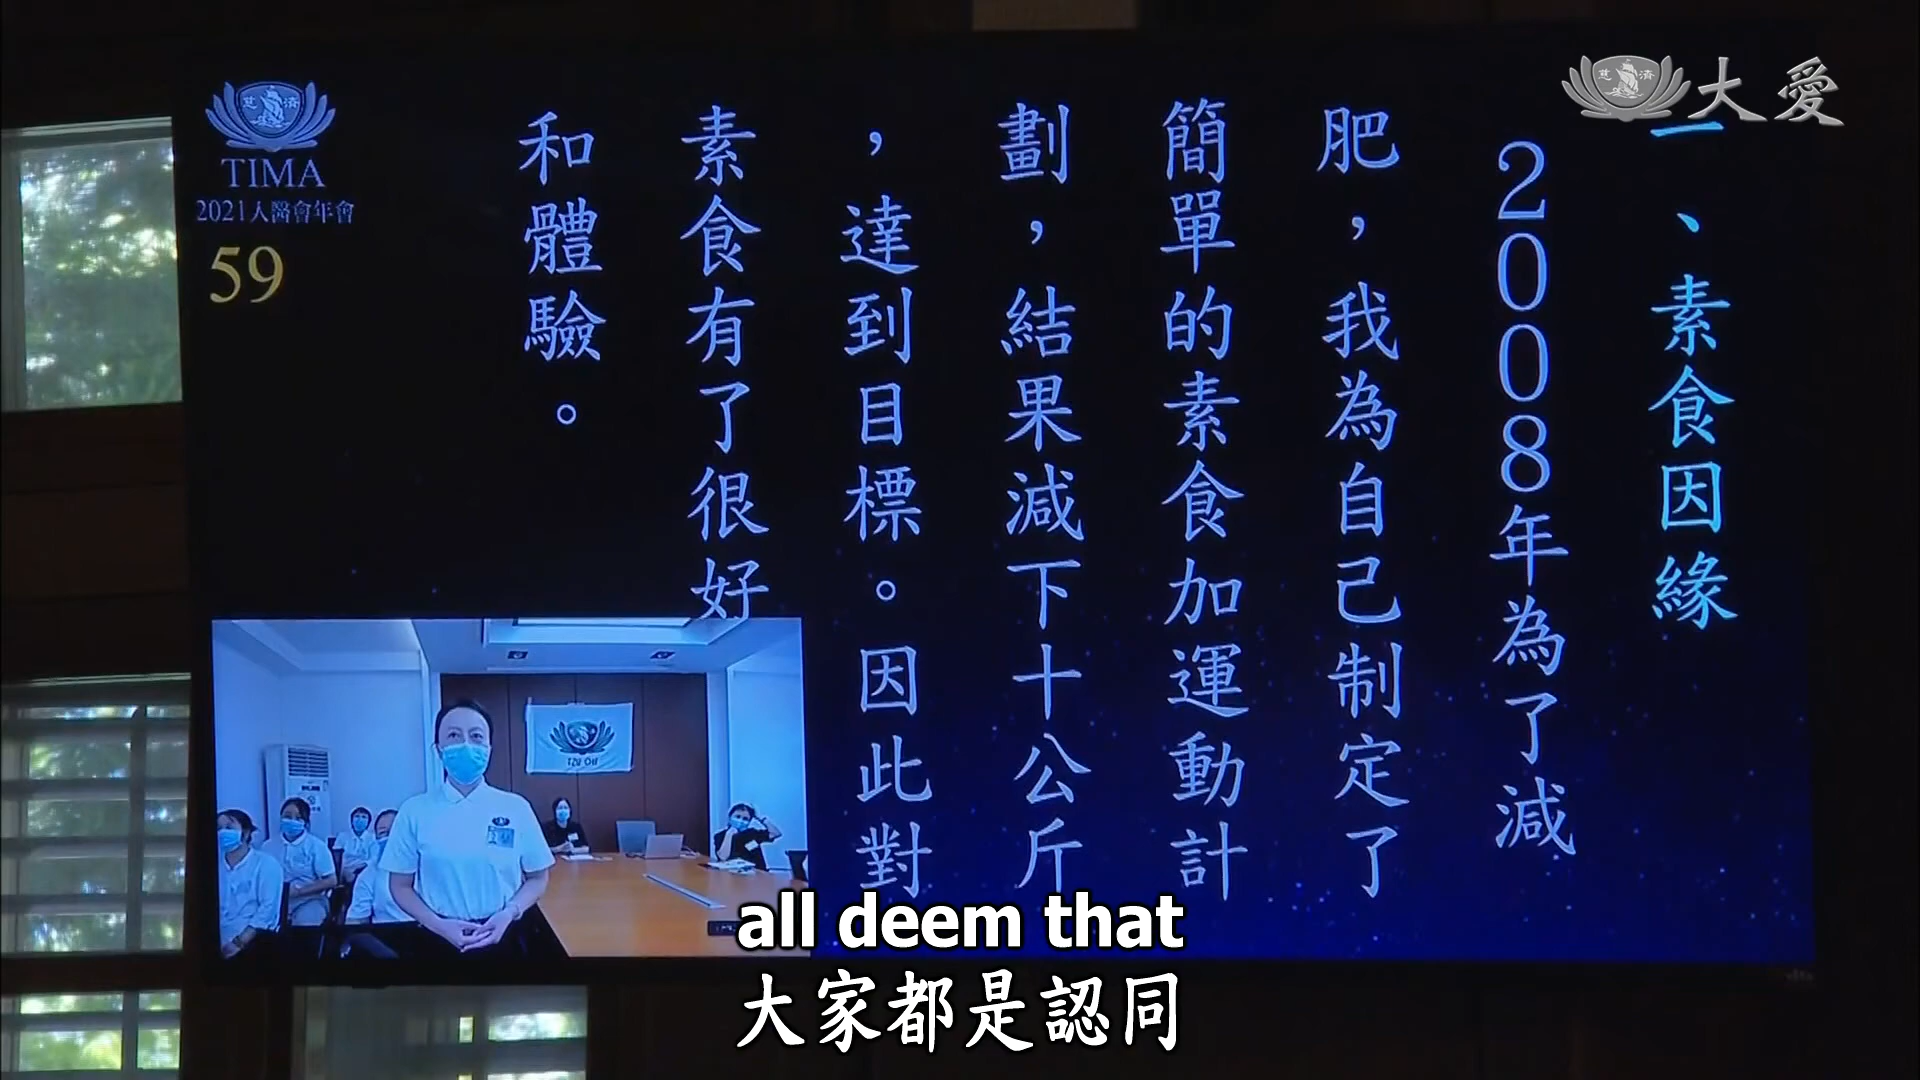 大愛
慈濟
一、素食因緣
2008年為了減
肥，我為自己制定了
簡單的素食加運動計
劃，結果減下十公斤
，達到目標。因此對
素食有了很好
和體驗。
慈濟
TIMA
2021人醫會年會
59
all deem that
大家都是認同